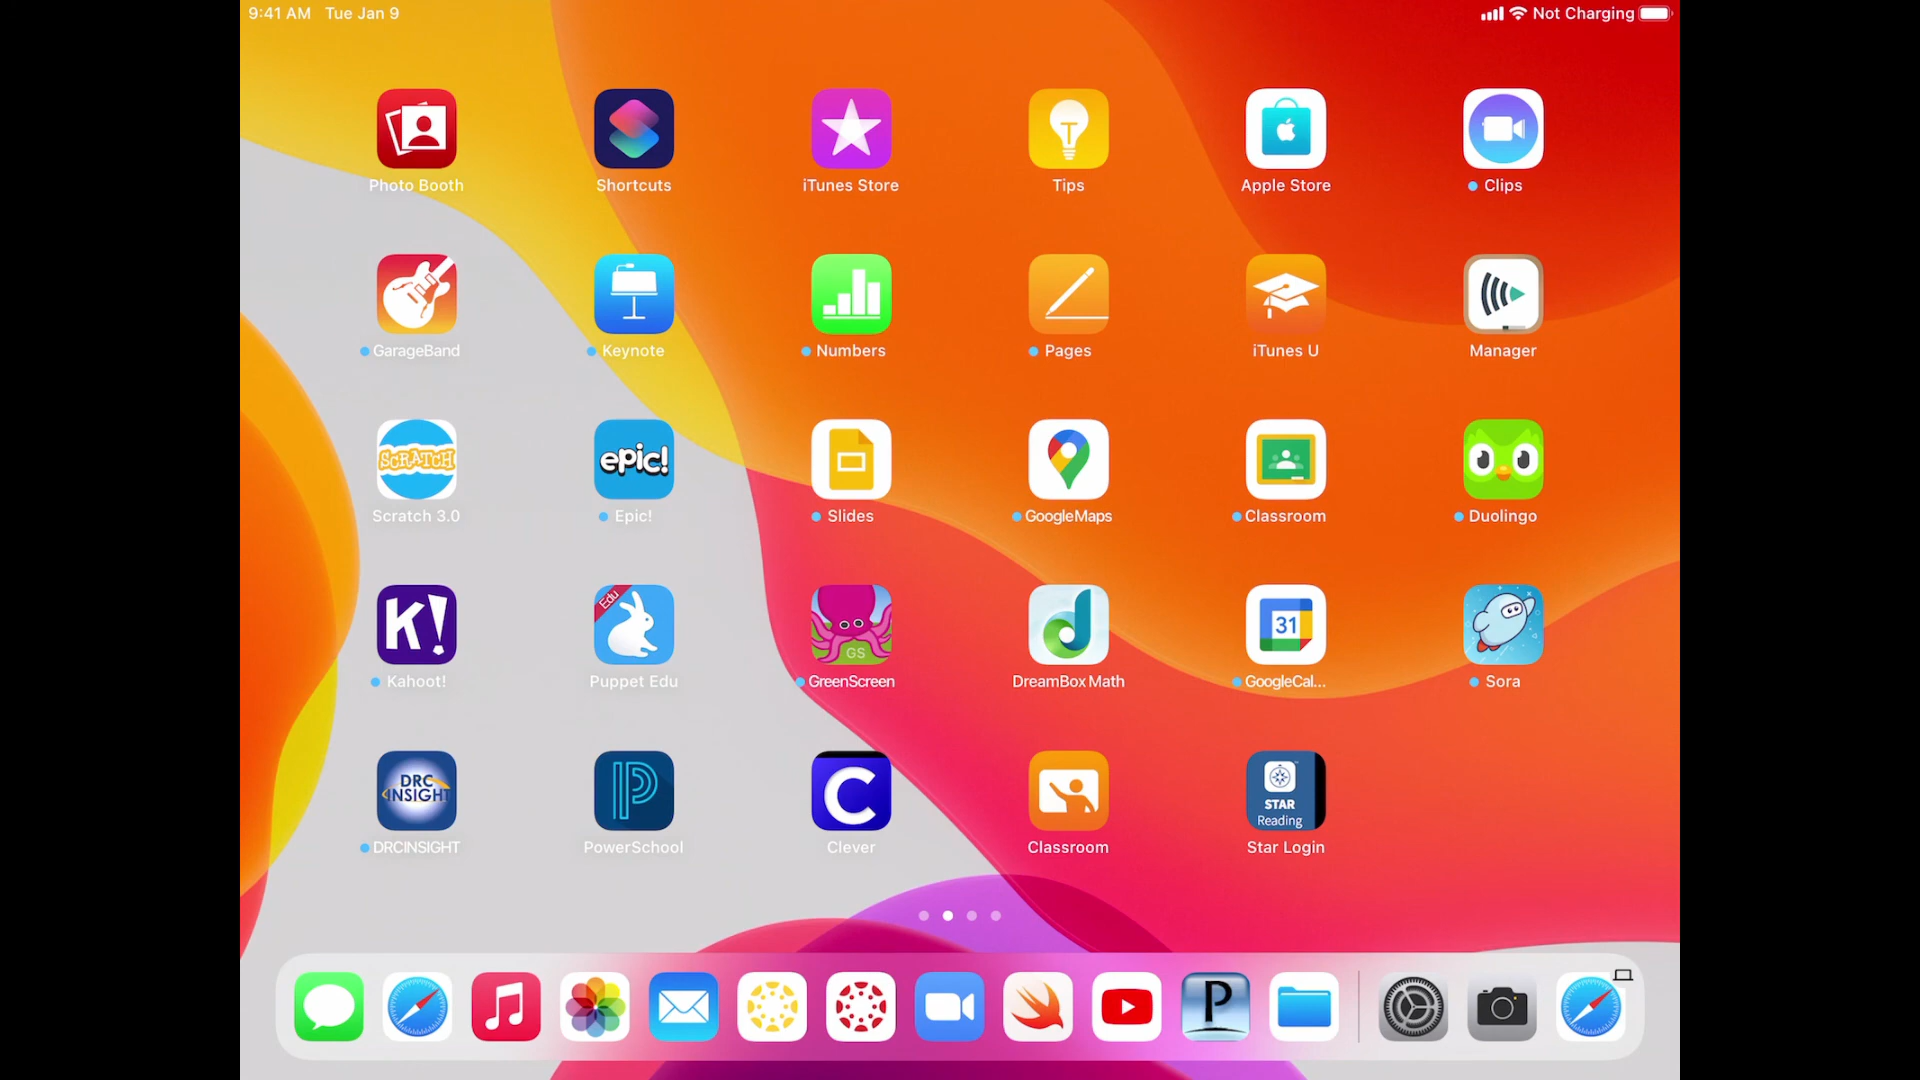 9:41 AM Tue Jan 9
Not Charging
Photo Booth
Shortcuts
iTunes Store
Tips
Apple Store
Clips
GarageBand
Keynote
Numbers
Pages
iTunes U
Manager
SCRATCH
epic!
Scratch 3.0
Epic!
Slides
GoogleMaps
Classroom
Duolingo
K!
Edu
GS
31
Kahoot!
Puppet Edu
GreenScreen
DreamBox Math
GoogleCal...
Sora
DRC
INSIGHT
P
C
STAR
Reading
DRCINSIGHT
PowerSchool
Clever
Classroom
Star Login
P